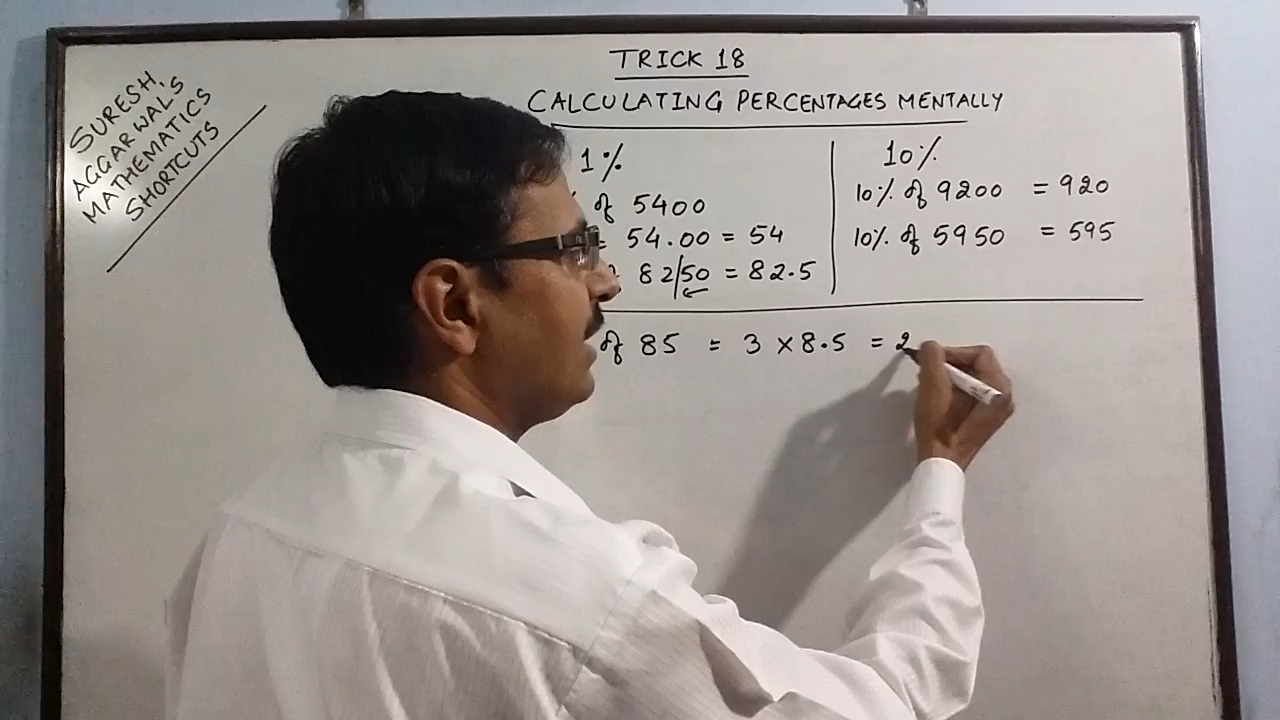 SURESH
AGGARWAL'S
MATHEMATICS
SHORTCUTS
TRICK 18
CALCULATING PERCENTAGES MENTALLY
1%
of 5400
= 54.00 = 54
82/50 = 82.5
10%
10% of 9200 = 920
10% of 5950 = 595
of 85 = 3 × 8.5 = 2